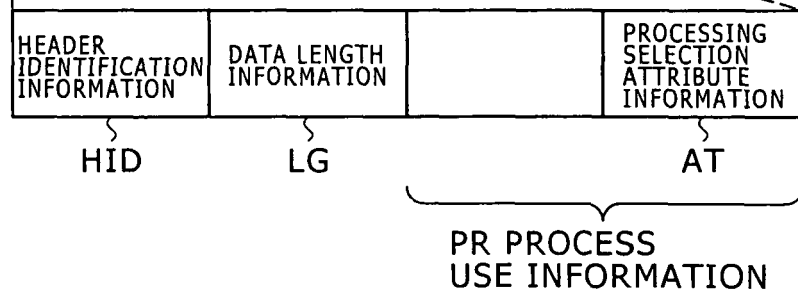 HEADER
IDENTIFICATION
INFORMATION
DATA LENGTH
INFORMATION
PROCESSING
SELECTION
ATTRIBUTE
INFORMATION
HID
LG
AT
PR PROCESS
USE INFORMATION